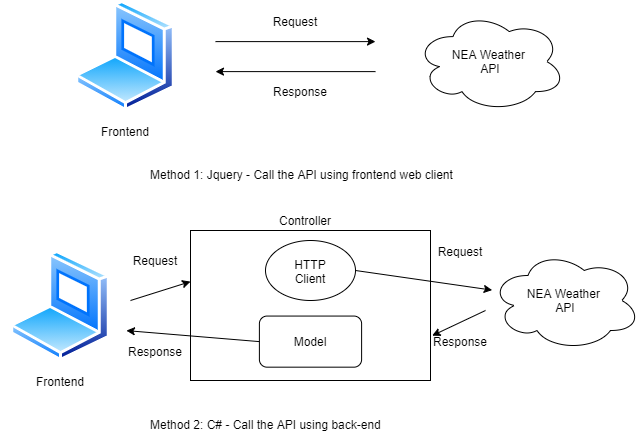 Request
NEA Weather
API
Response
Frontend
Method 1: Jquery - Call the API using frontend web client
Controller
Request
HTTP
Client
Request
NEA Weather
API
Model
Response
Response
Frontend
Method 2: C# - Call the API using back-end